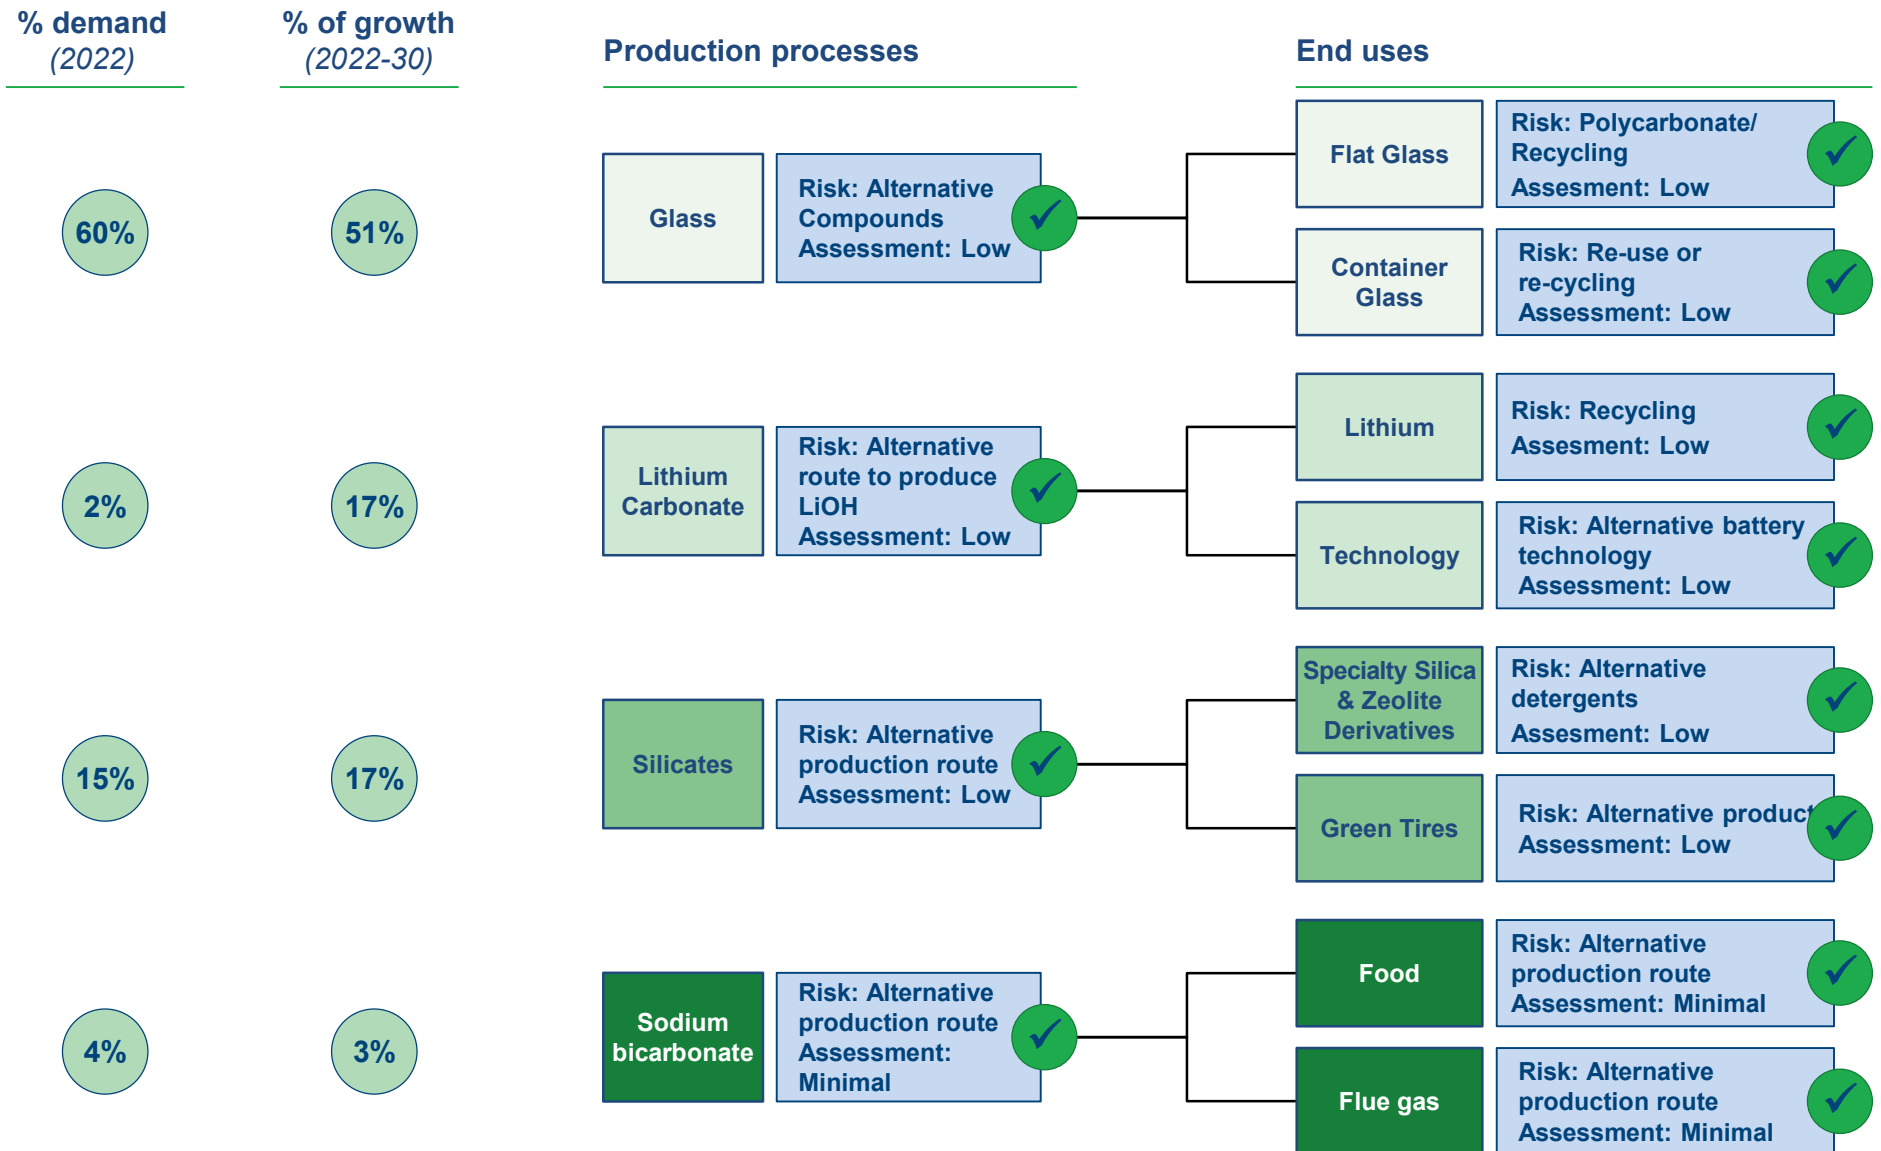 % demand
(2022)
% of growth
(2022-30)
Production processes
End uses
60%
51%
Glass
Risk: Alternative
Compounds
Assessment: Low
Flat Glass
Risk: Polycarbonate/
Recycling
Assesment: Low
Container
Glass
Risk: Re-use or
re-cycling
Assessment: Low
2%
17%
Lithium
Carbonate
Risk: Alternative
route to produce
LiOH
Assessment: Low
Lithium
Risk: Recycling
Assesment: Low
Technology
Risk: Alternative battery
technology
Assessment: Low
15%
17%
Silicates
Risk: Alternative
production route
Assessment: Low
Specialty Silica
& Zeolite
Derivatives
Risk: Alternative
detergents
Assesment: Low
Green Tires
Risk: Alternative product
Assessment: Low
4%
3%
Sodium
bicarbonate
Risk: Alternative
production route
Assessment:
Minimal
Food
Risk: Alternative
production route
Assessment: Minimal
Flue gas
Risk: Alternative
production route
Assessment: Minimal